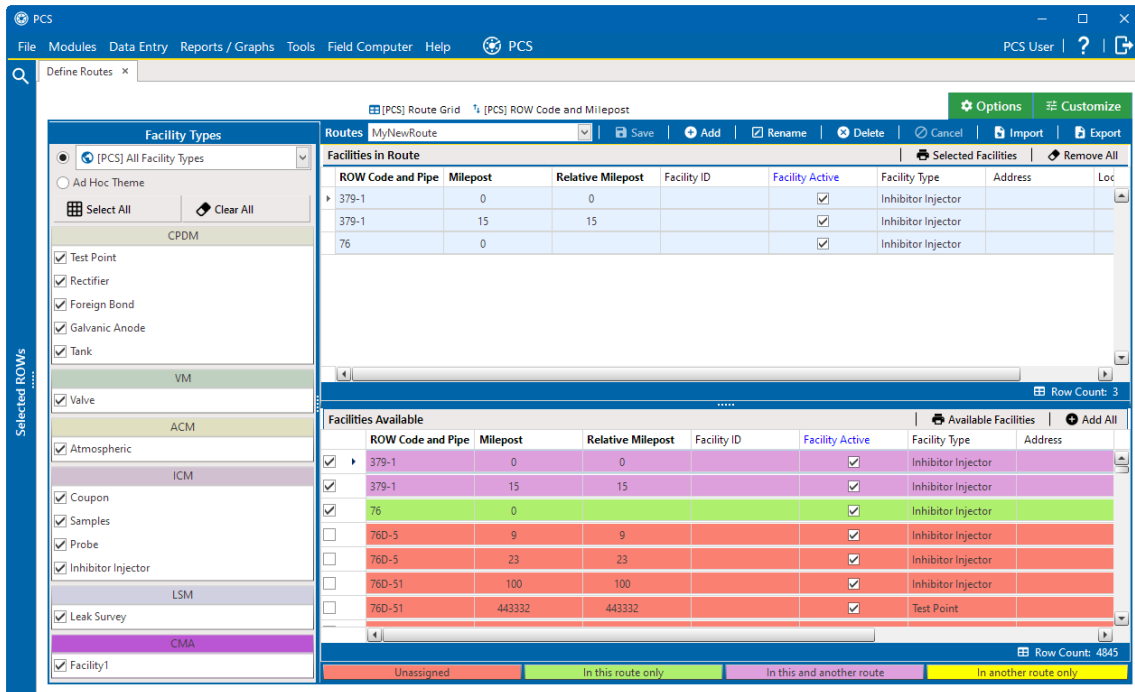 PCS
File Modules Data Entry Reports / Graphs Tools Field Computer Help PCS PCS User ?
Define Routes ×
[PCS] Route Grid [PCS] ROW Code and Milepost Options Customize
Selected ROWs
Facility Types
[PCS] All Facility Types
Ad Hoc Theme
Select All Clear All
CPDM
Test Point
Rectifier
Foreign Bond
Galvanic Anode
Tank
VM
Valve
ACM
Atmospheric
ICM
Coupon
Samples
Probe
Inhibitor Injector
LSM
Leak Survey
CMA
Facility1
Routes MyNewRoute Save Add Rename Delete Cancel Import Export
Facilities in Route Selected Facilities Remove All
ROW Code and Pipe Milepost Relative Milepost Facility ID Facility Active Facility Type Address Loc
379-1 0 0 Inhibitor Injector
379-1 15 15 Inhibitor Injector
76 0 Inhibitor Injector
Row Count: 3
Facilities Available Available Facilities Add All
ROW Code and Pipe Milepost Relative Milepost Facility ID Facility Active Facility Type Address
379-1 0 0 Inhibitor Injector
379-1 15 15 Inhibitor Injector
76 0 Inhibitor Injector
76D-5 9 9 Inhibitor Injector
76D-5 23 23 Inhibitor Injector
76D-51 100 100 Inhibitor Injector
76D-51 443332 443332 Test Point
Row Count: 4845
Unassigned In this route only In this and another route In another route only